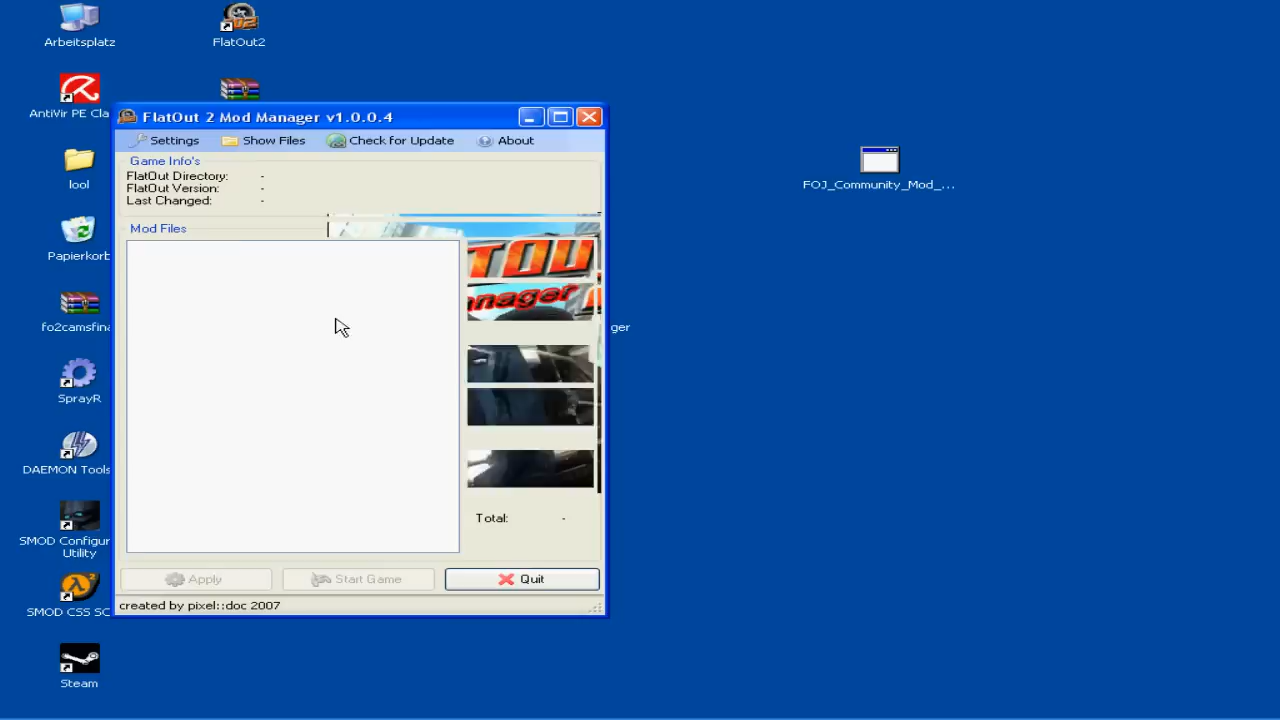 Arbeitsplatz
FlatOut2
AntiVir PE Cla
FlatOut 2 Mod Manager v1.0.0.4
Settings
Show Files
Check for Update
About
Game Info's
FlatOut Directory: -
FlatOut Version: -
Last Changed: -
Mod Files
TOU
anager
FOJ_Community_Mod_...
lool
Papierkorb
fo2camsfina
ger
SprayR
DAEMON Tools
SMOD Configur
Utility
Total: -
SMOD CSS SC
Apply
Start Game
Quit
created by pixel::doc 2007
Steam